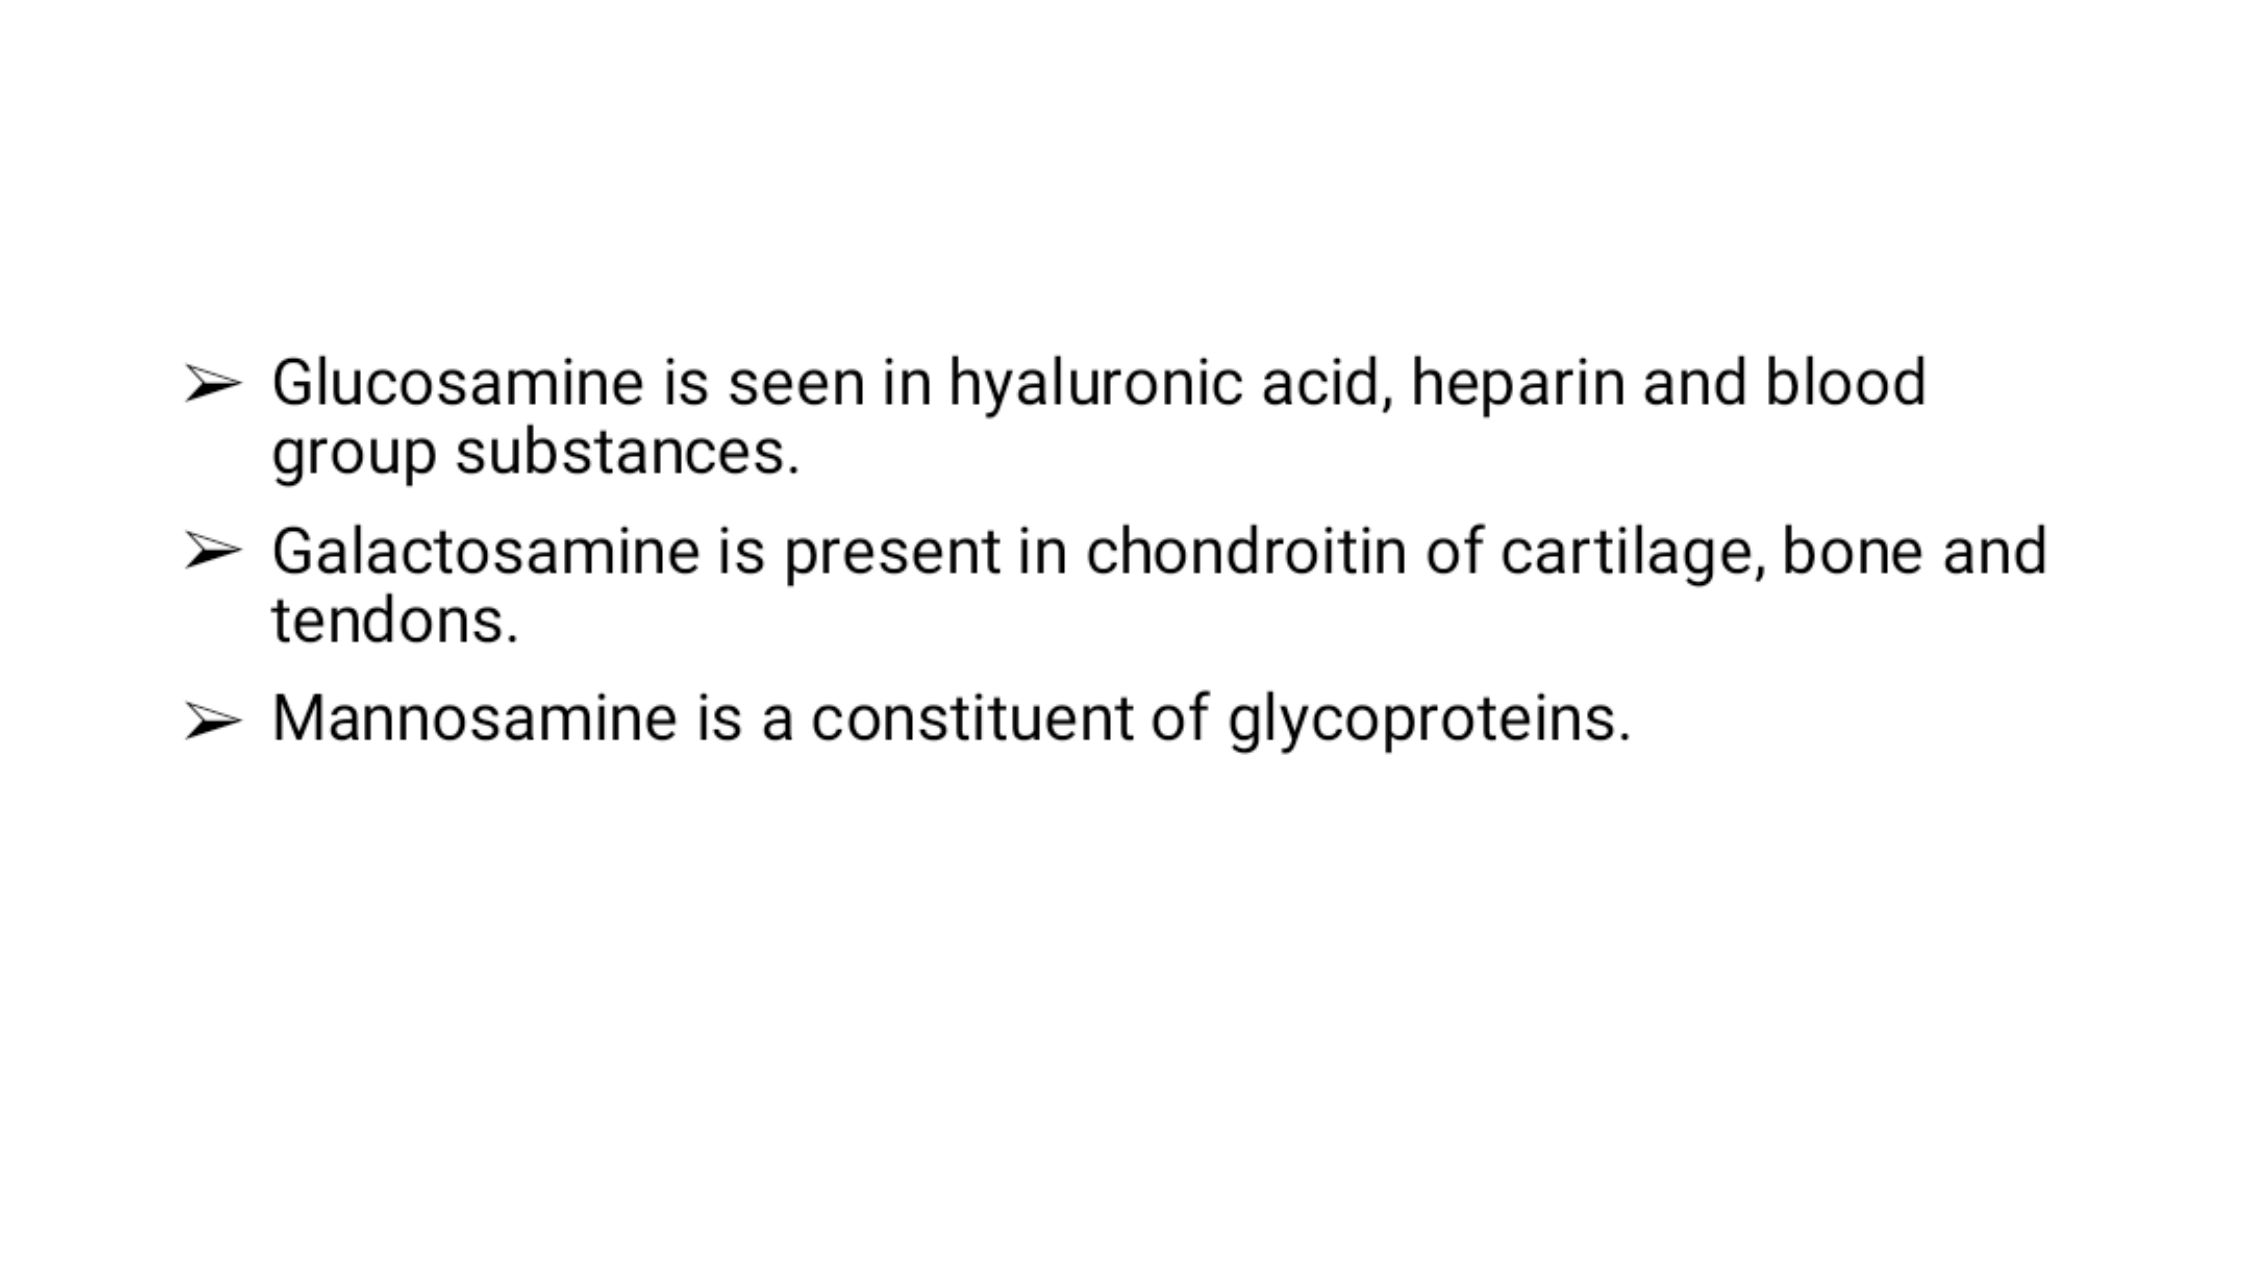 ➢ Glucosamine is seen in hyaluronic acid, heparin and blood
group substances.
➢ Galactosamine is present in chondroitin of cartilage, bone and
tendons.
➢ Mannosamine is a constituent of glycoproteins.